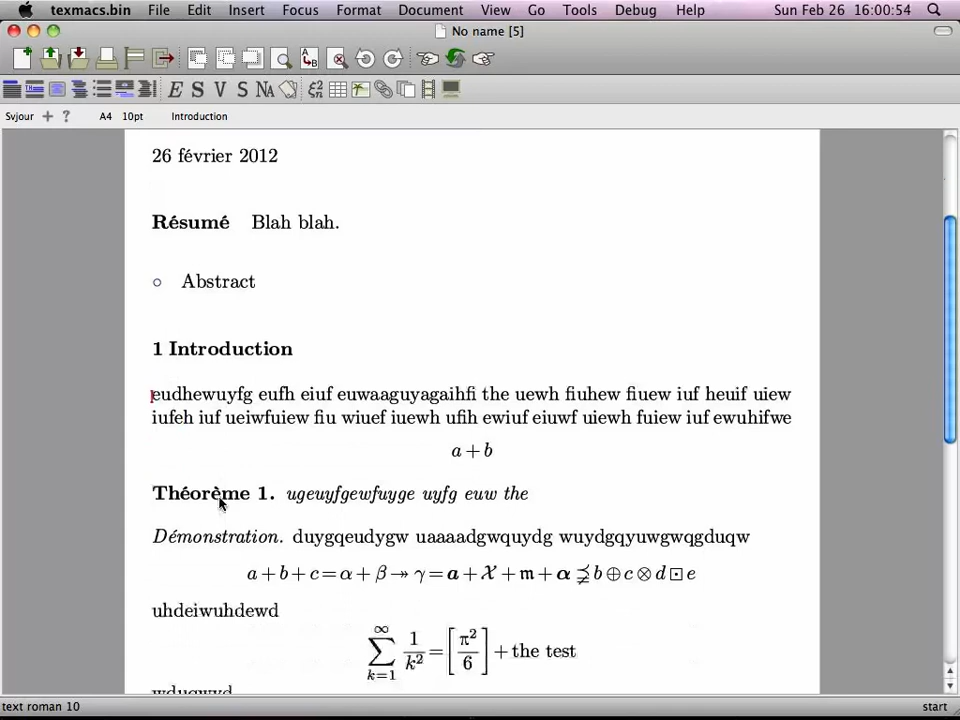 texmacs.bin File Edit Insert Focus Format Document View Go Tools Debug Help Sun Feb 26 16:00:54
No name [5]
E S V S NA
Svjour + ? A4 10pt Introduction
26 février 2012
Résumé Blah blah.
○ Abstract
1 Introduction
eudhewuyfg eufh eiuf euwaaguyagaihfi the uewh fiuhew fiuew iuf heuif uiew
iufeh iuf ueiwfuiew fiu wiuef iuewh ufih ewiuf eiuwf uiewh fuiew iuf ewuhifwe
a + b
Théorème 1. ugeuyfgewfuyge uyfg euw the
Démonstration. duygqeudygw uaaaadgwquydg wuydgqyuwgwqgduqw
a + b + c = α + β ↠ γ = a + 𝒳 + 𝔪 + α ⋨ b ⊕ c ⊗ d ⊡ e
uhdeiwuhdewd
∑_{k=1}^{∞} 1/k² = [π²/6] + the test
text roman 10 start